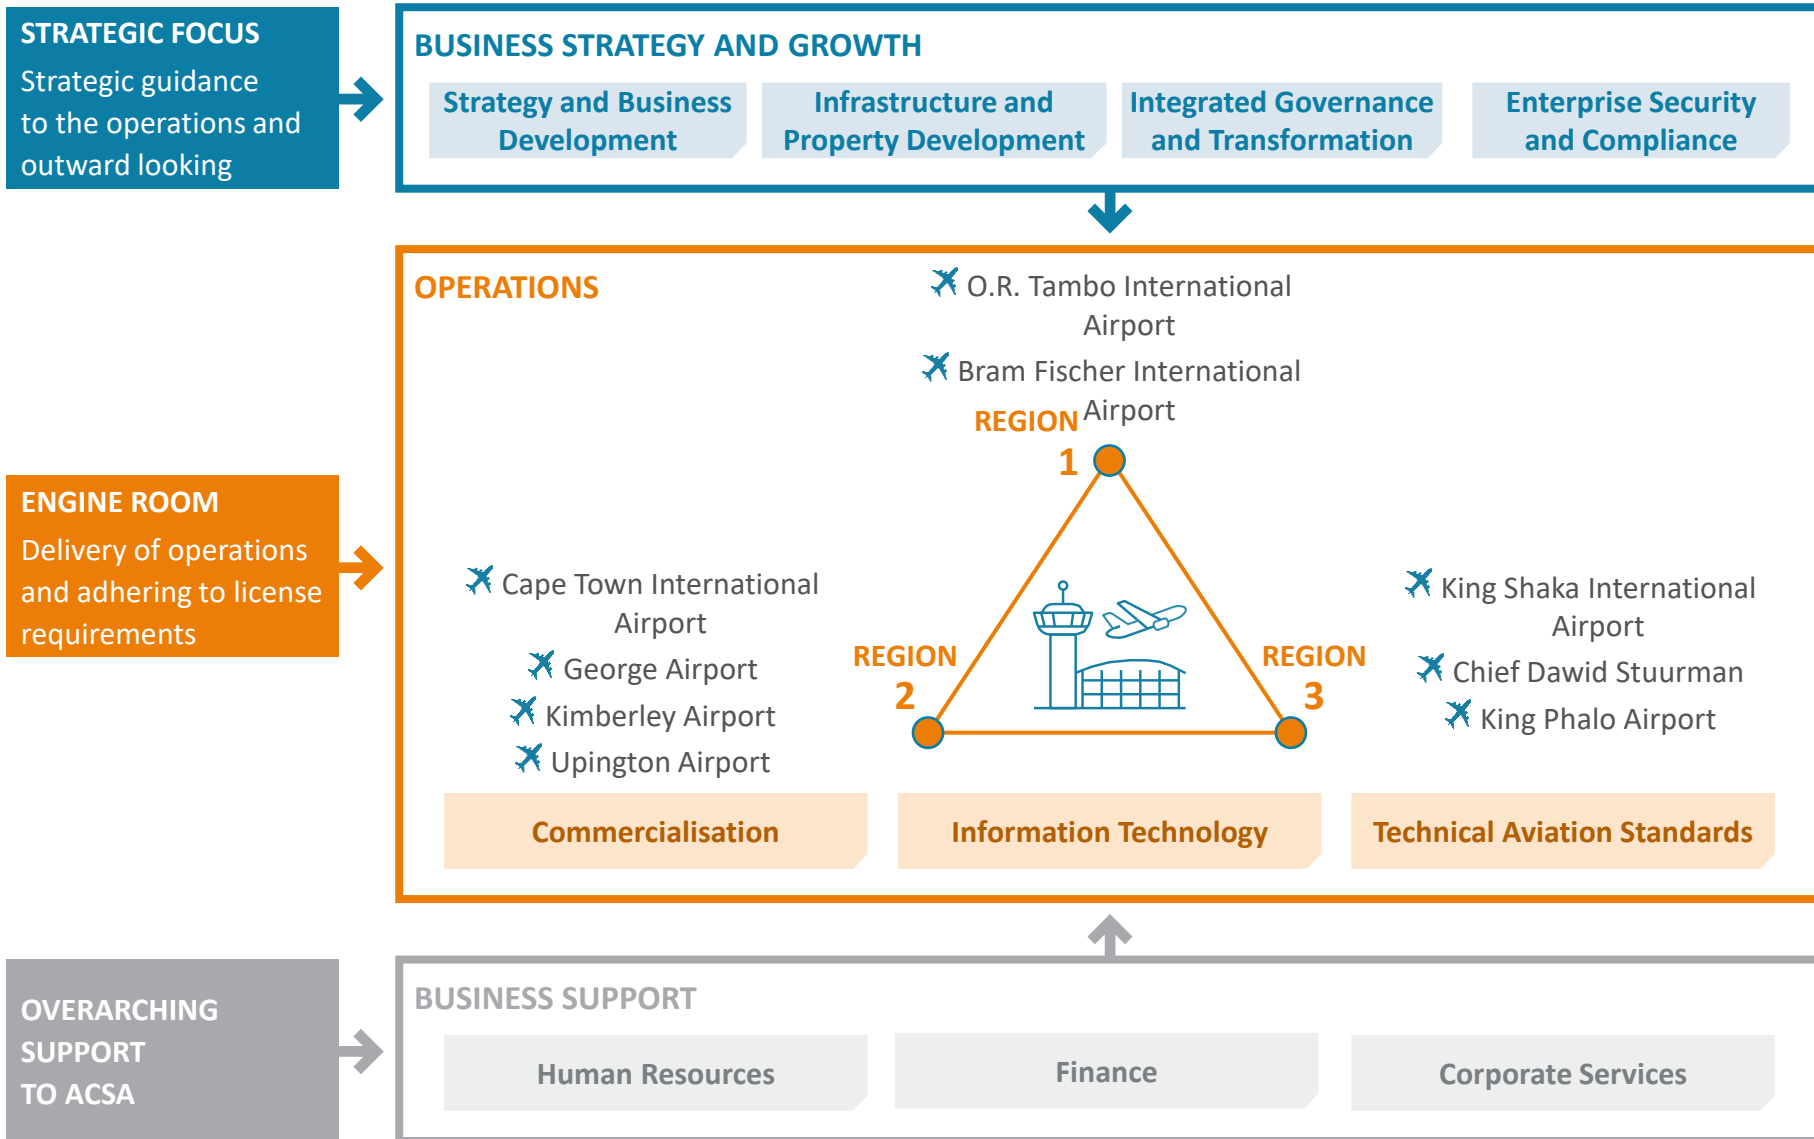 STRATEGIC FOCUS
Strategic guidance
to the operations and
outward looking
BUSINESS STRATEGY AND GROWTH
Strategy and Business
Development
Infrastructure and
Property Development
Integrated Governance
and Transformation
Enterprise Security
and Compliance
ENGINE ROOM
Delivery of operations
and adhering to license
requirements
OPERATIONS
O.R. Tambo International
Airport
Bram Fischer International
Airport
REGION
1
Cape Town International
Airport
George Airport
Kimberley Airport
Upington Airport
REGION
2
REGION
3
King Shaka International
Airport
Chief Dawid Stuurman
King Phalo Airport
Commercialisation
Information Technology
Technical Aviation Standards
OVERARCHING
SUPPORT
TO ACSA
BUSINESS SUPPORT
Human Resources
Finance
Corporate Services